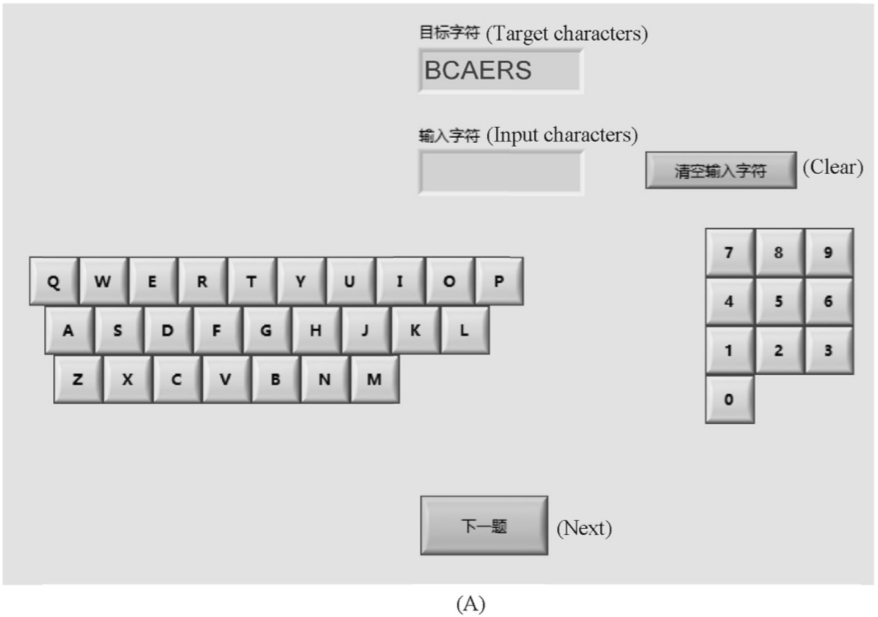 目标字符 (Target characters)
BCAERS
输入字符 (Input characters)
清空输入字符 (Clear)
Q W E R T Y U I O P
A S D F G H J K L
Z X C V B N M
7 8 9
4 5 6
1 2 3
0
下一题 (Next)
(A)